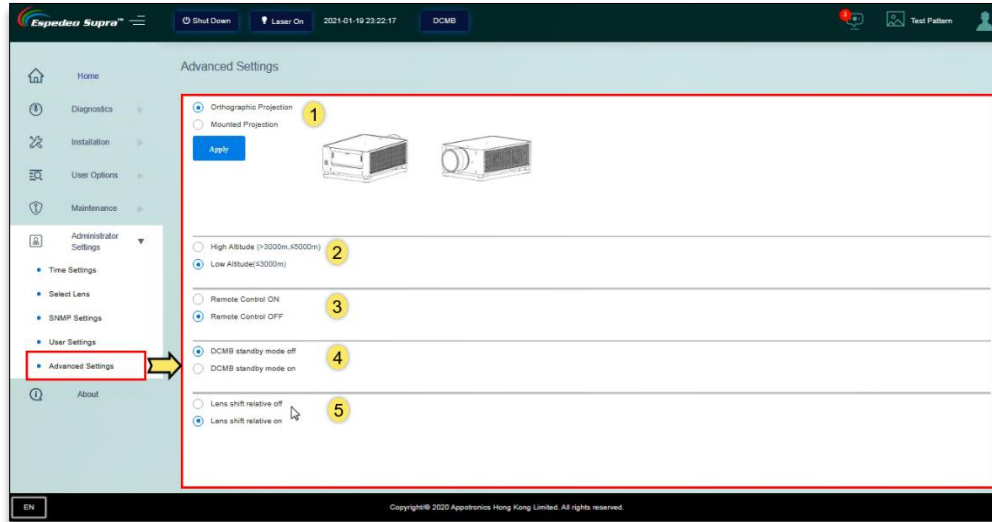 Espedeo Supra™
Shut Down
Laser On
2021-01-19 23:22:17
DCMB
3
Test Pattern
Home
Diagnostics
Installation
User Options
Maintenance
Administrator
Settings
Time Settings
Select Lens
SNMP Settings
User Settings
Advanced Settings
About
Advanced Settings
Orthographic Projection
1
Mounted Projection
Apply
High Altitude (>3000m,≤5000m)
2
Low Altitude(≤3000m)
Remote Control ON
3
Remote Control OFF
DCMB standby mode off
4
DCMB standby mode on
Lens shift relative off
5
Lens shift relative on
EN
Copyright© 2020 Appotronics Hong Kong Limited. All rights reserved.